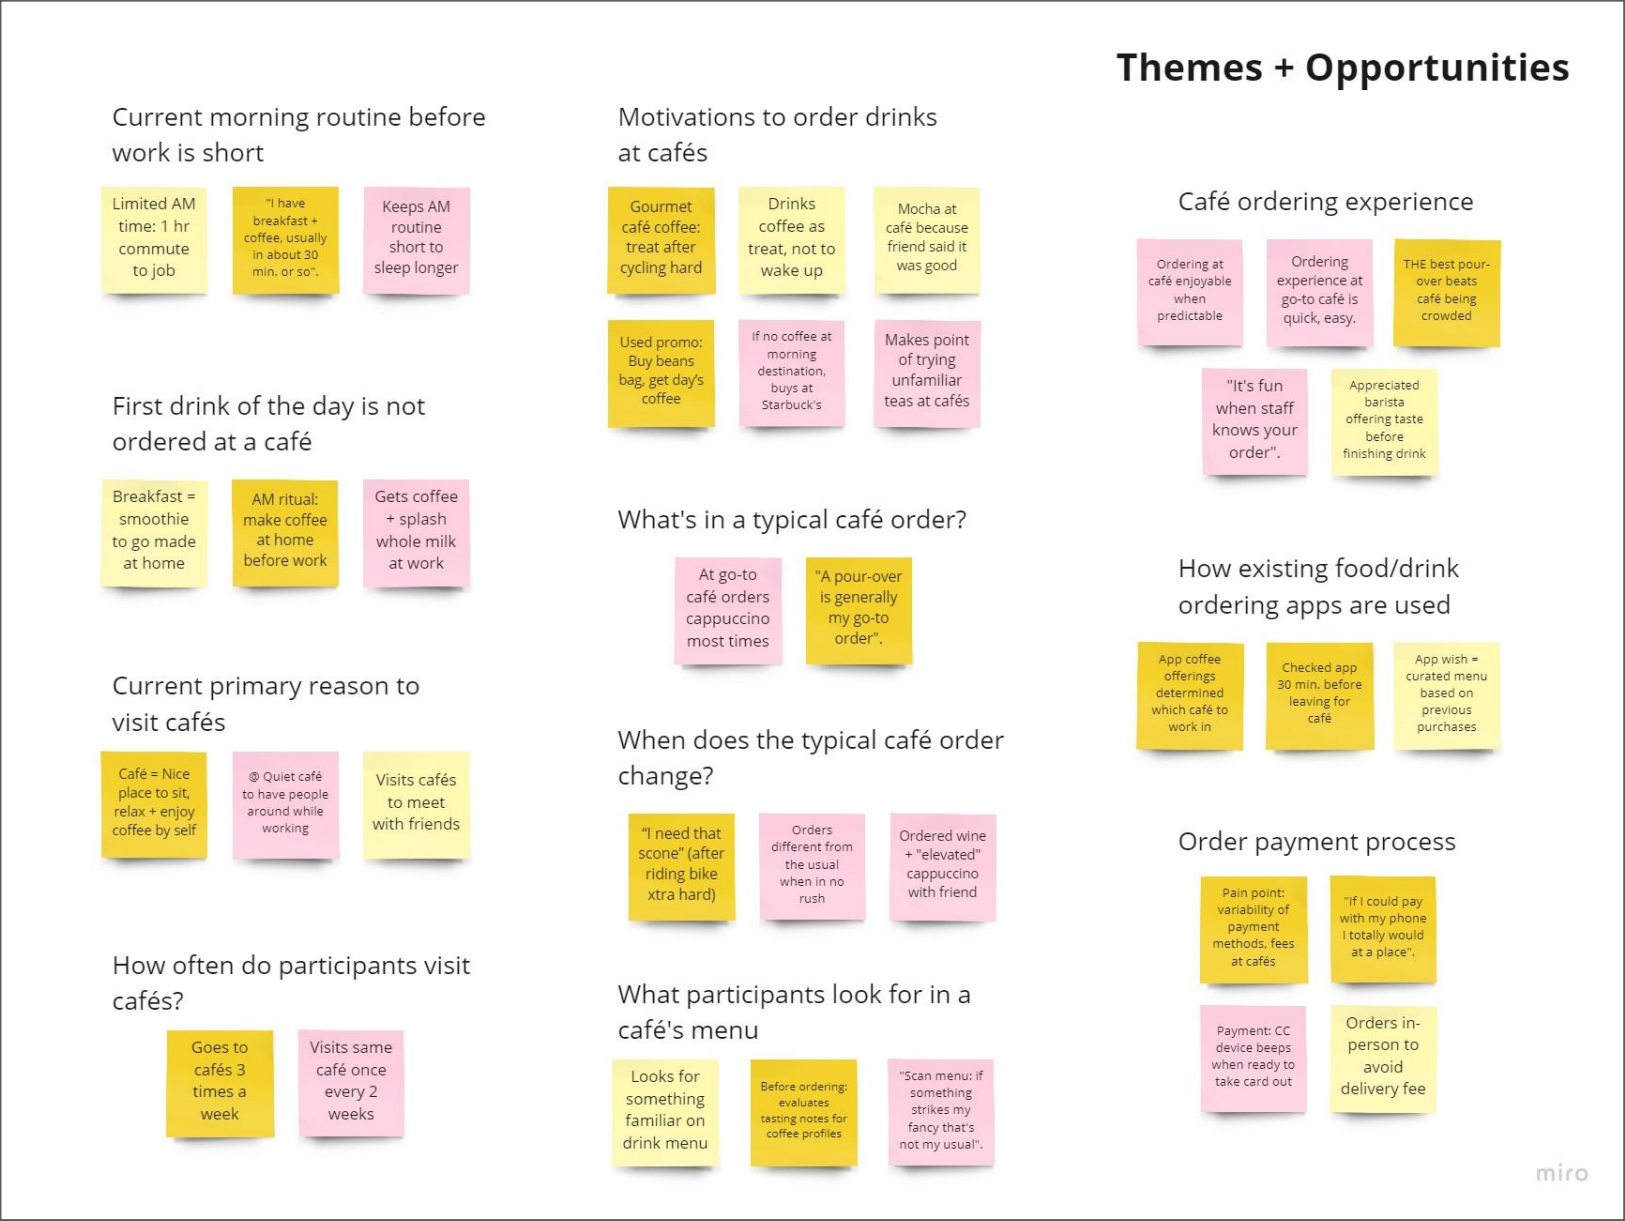 Themes + Opportunities
Current morning routine before
work is short
Limited AM
time: 1 hr
commute
to job
"I have
breakfast +
coffee, usually
in about 30
min. or so".
Keeps AM
routine
short to
sleep longer
First drink of the day is not
ordered at a café
Breakfast =
smoothie
to go made
at home
AM ritual:
make coffee
at home
before work
Gets coffee
+ splash
whole milk
at work
Current primary reason to
visit cafés
Café = Nice
place to sit,
relax + enjoy
coffee by self
@ Quiet café
to have people
around while
working
Visits cafés
to meet
with friends
How often do participants visit
cafés?
Goes to
cafés 3
times a
week
Visits same
café once
every 2
weeks
Motivations to order drinks
at cafés
Gourmet
café coffee:
treat after
cycling hard
Drinks
coffee as
treat, not to
wake up
Mocha at
café because
friend said it
was good
Used promo:
Buy beans
bag, get day's
coffee
If no coffee at
morning
destination,
buys at
Starbuck's
Makes point
of trying
unfamiliar
teas at cafés
What's in a typical café order?
At go-to
café orders
cappuccino
most times
"A pour-over
is generally
my go-to
order".
When does the typical café order
change?
“I need that
scone” (after
riding bike
xtra hard)
Orders
different from
the usual
when in no
rush
Ordered wine
+ "elevated"
cappuccino
with friend
What participants look for in a
café's menu
Looks for
something
familiar on
drink menu
Before ordering:
evaluates
tasting notes for
coffee profiles
"Scan menu: if
something
strikes my
fancy that's
not my usual".
Café ordering experience
Ordering at
café enjoyable
when
predictable
Ordering
experience at
go-to café is
quick, easy.
THE best pour-
over beats
café being
crowded
"It's fun
when staff
knows your
order".
Appreciated
barista
offering taste
before
finishing drink
How existing food/drink
ordering apps are used
App coffee
offerings
determined
which café to
work in
Checked app
30 min. before
leaving for
café
App wish =
curated menu
based on
previous
purchases
Order payment process
Pain point:
variability of
payment
methods, fees
at cafés
"If I could pay
with my phone
I totally would
at a place".
Payment: CC
device beeps
when ready to
take card out
Orders in-
person to
avoid
delivery fee
miro